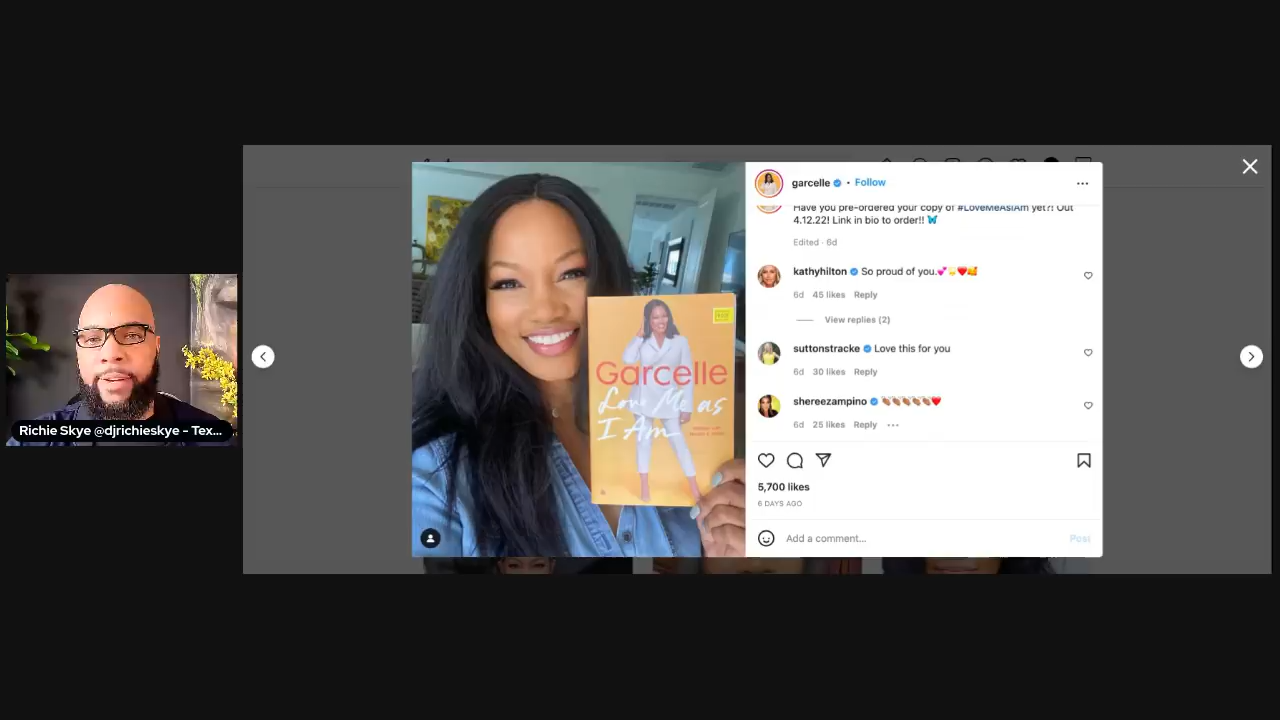 Richie Skye @djrichieskye - Tex...
Garcelle
Love Me as
I Am
garcelle • Follow
Have you pre-ordered your copy of #LoveMeAsIAm yet?! Out
4.12.22! Link in bio to order!! 🦋
Edited · 6d
kathyhilton So proud of you.💕⭐❤️🥰
6d 45 likes Reply
View replies (2)
suttonstracke Love this for you
6d 30 likes Reply
shereezampino 👏🏽👏🏽👏🏽👏🏽👏🏽❤️
6d 25 likes Reply
5,700 likes
6 DAYS AGO
Add a comment... Post